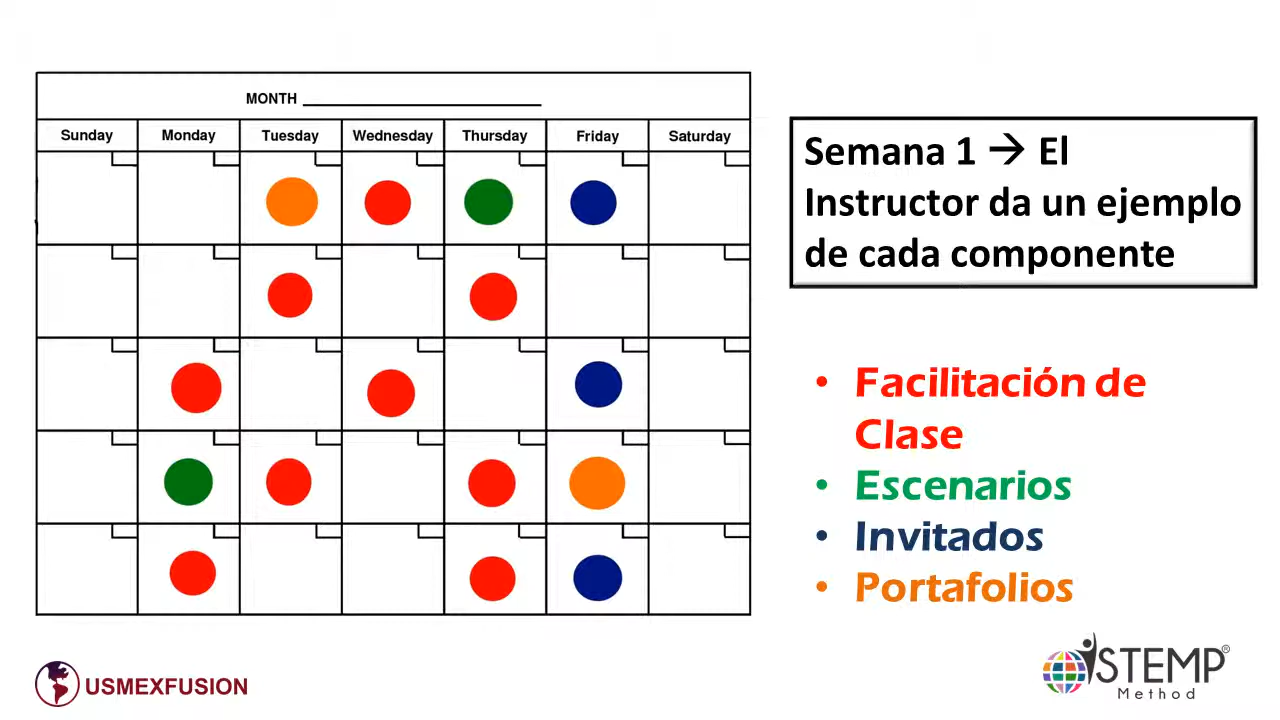 MONTH
Sunday Monday Tuesday Wednesday Thursday Friday Saturday
Semana 1 → El
Instructor da un ejemplo
de cada componente
• Facilitación de
Clase
• Escenarios
• Invitados
• Portafolios
USMEXFUSION
STEMP®
Method